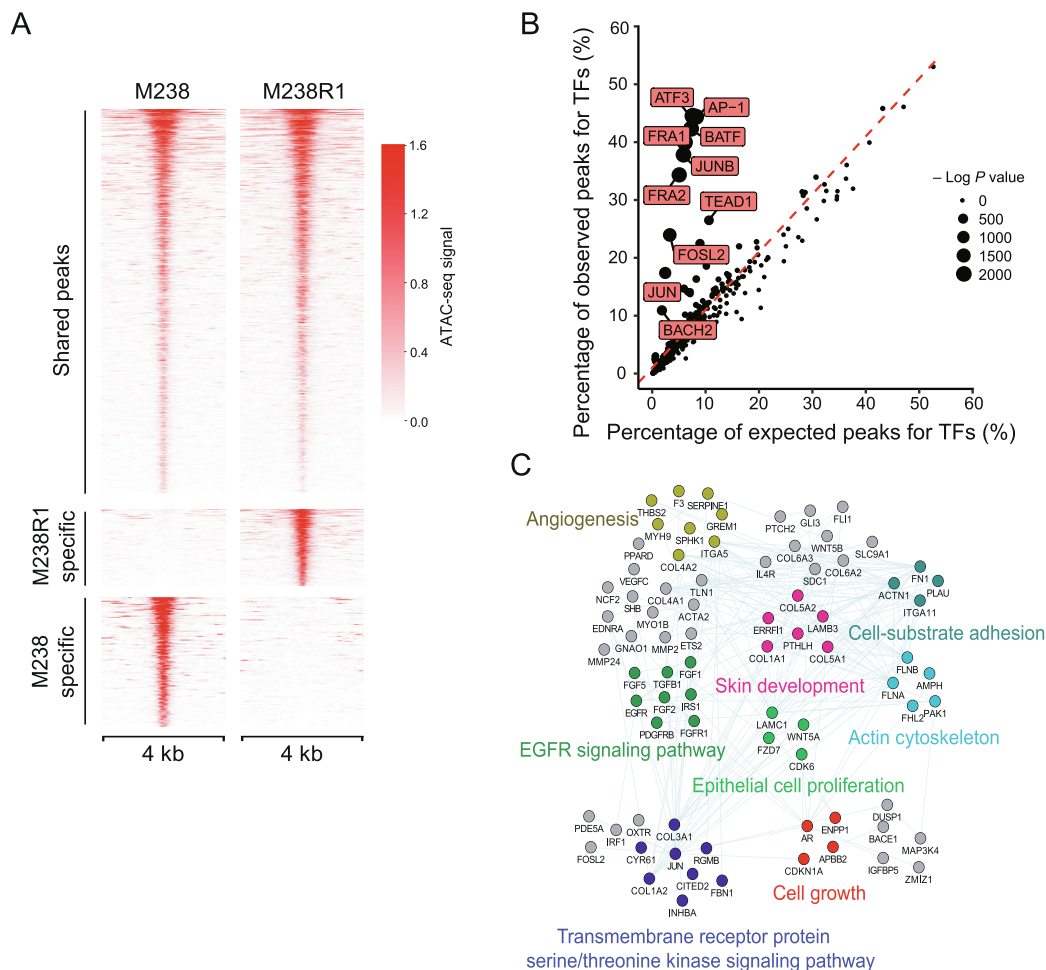 A
M238
M238R1
Shared peaks
M238R1
specific
M238
specific
4 kb
4 kb
1.6
1.2
0.8
0.4
0.0
ATAC-seq signal
B
Percentage of observed peaks for TFs (%)
60
50
40
30
20
10
0
0
10
20
30
40
50
60
Percentage of expected peaks for TFs (%)
ATF3
AP−1
FRA1
BATF
JUNB
FRA2
TEAD1
FOSL2
JUN
BACH2
– Log P value
0
500
1000
1500
2000
C
Angiogenesis
THBS2
F3
SERPINE1
MYH9
SPHK1
GREM1
ITGA5
COL4A2
PPARD
VEGFC
NCF2
SHB
COL4A1
TLN1
EDNRA
MYO1B
ACTA2
GNAO1
MMP2
ETS2
MMP24
PTCH2
GLI3
FLI1
COL6A3
WNT5B
SLC9A1
IL4R
SDC1
COL6A2
FN1
ACTN1
PLAU
ITGA11
Cell-substrate adhesion
COL5A2
ERRFI1
LAMB3
PTHLH
COL1A1
COL5A1
Skin development
FLNB
AMPH
FLNA
FHL2
PAK1
Actin cytoskeleton
FGF5
TGFB1
FGF1
EGFR
FGF2
IRS1
PDGFRB
FGFR1
EGFR signaling pathway
LAMC1
WNT5A
FZD7
CDK6
Epithelial cell proliferation
PDE5A
IRF1
OXTR
FOSL2
COL3A1
CYR61
JUN
RGMB
COL1A2
CITED2
FBN1
INHBA
Transmembrane receptor protein
serine/threonine kinase signaling pathway
AR
ENPP1
CDKN1A
APBB2
Cell growth
DUSP1
BACE1
MAP3K4
IGFBP5
ZMIZ1